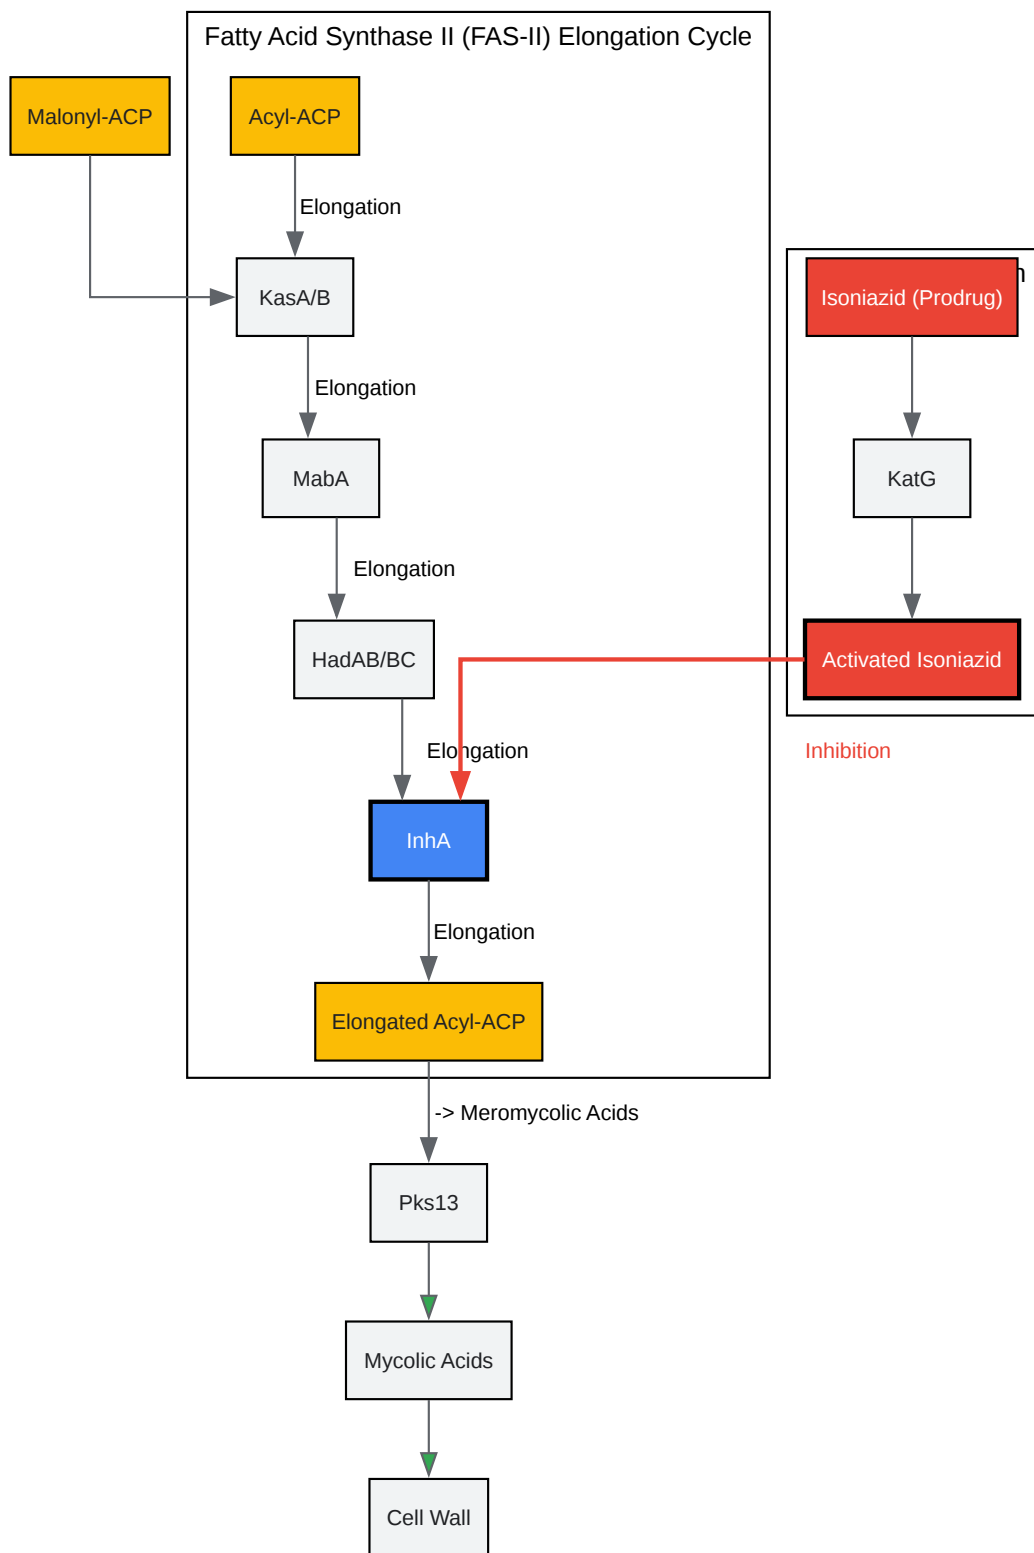 Fatty Acid Synthase II (FAS-II) Elongation Cycle
Malonyl-ACP
Acyl-ACP
Elongation
KasA/B
Isoniazid (Prodrug)
Elongation
MabA
KatG
Elongation
HadAB/BC
Activated Isoniazid
Elongation
Inhibition
InhA
Elongation
Elongated Acyl-ACP
-> Meromycolic Acids
Pks13
Mycolic Acids
Cell Wall